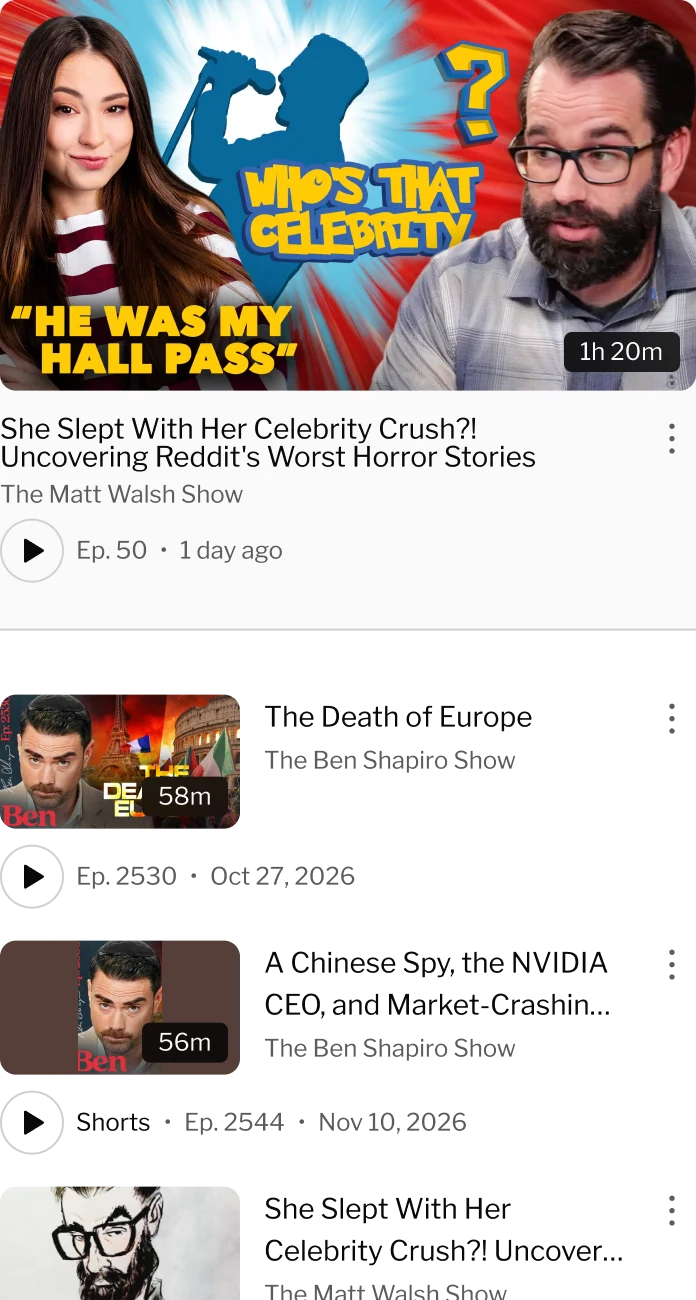 WHO'S THAT
CELEBRITY
?
"HE WAS MY
HALL PASS"
1h 20m
She Slept With Her Celebrity Crush?!
Uncovering Reddit's Worst Horror Stories
The Matt Walsh Show
Ep. 50 • 1 day ago
Ben
58m
The Death of Europe
The Ben Shapiro Show
Ep. 2530 • Oct 27, 2026
Ben
56m
A Chinese Spy, the NVIDIA
CEO, and Market-Crashin...
The Ben Shapiro Show
Shorts • Ep. 2544 • Nov 10, 2026
She Slept With Her
Celebrity Crush?! Uncover...
The Matt Walsh Show